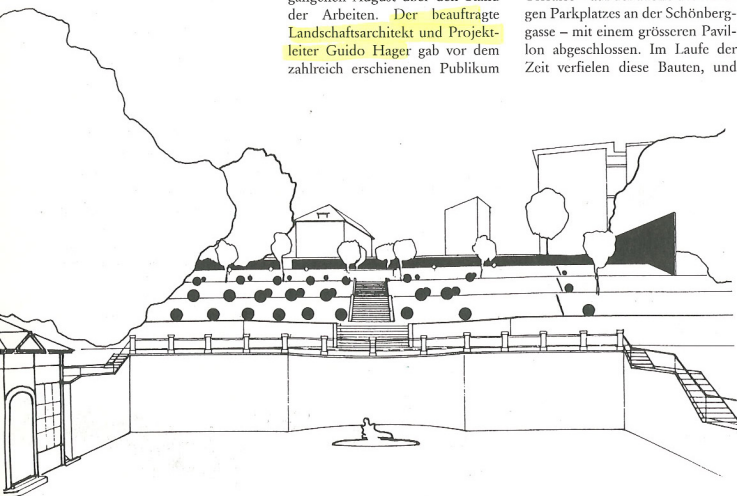 der Arbeiten. Der beauftragte
Landschaftsarchitekt und Projekt-
leiter Guido Hager gab vor dem
zahlreich erschienenen Publikum
gen Parkplatzes an der Schönberg-
gasse – mit einem grösseren Pavil-
lon abgeschlossen. Im Laufe der
Zeit verfielen diese Bauten, und